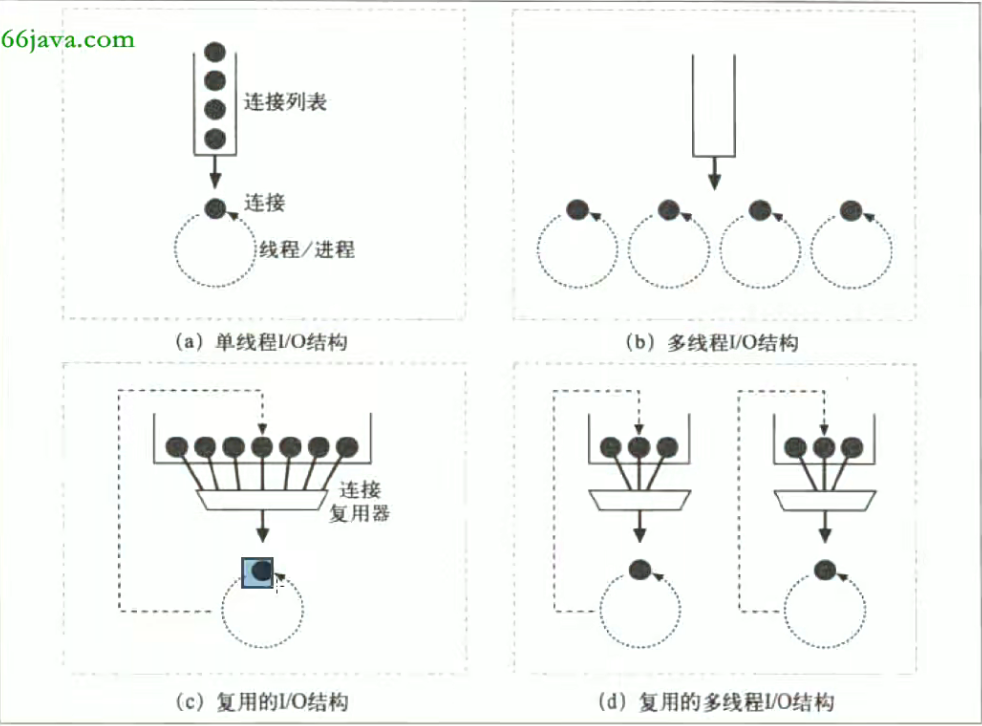 66java.com
连接列表
连接
线程/进程
(a) 单线程I/O结构
(b) 多线程I/O结构
连接
复用器
(c) 复用的I/O结构
(d) 复用的多线程I/O结构